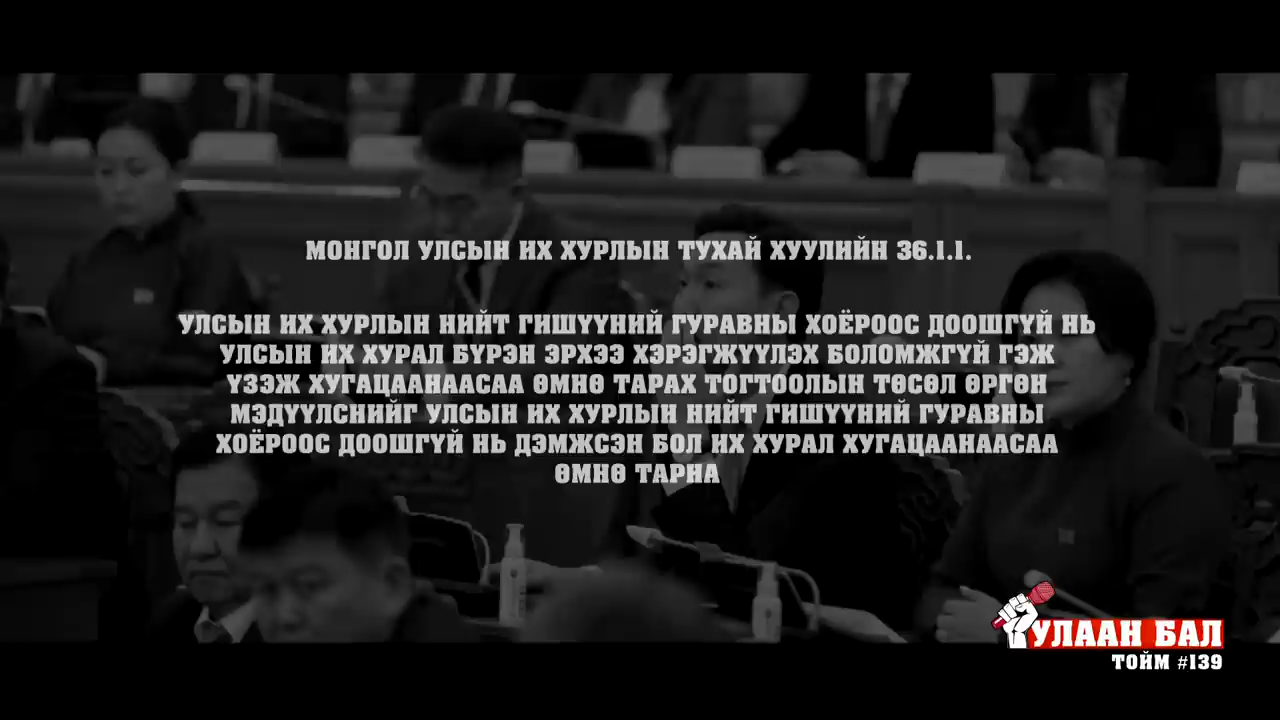 МОНГОЛ УЛСЫН ИХ ХУРЛЫН ТУХАЙ ХУУЛИЙН 36.1.1.
УЛСЫН ИХ ХУРЛЫН НИЙТ ГИШҮҮНИЙ ГУРАВНЫ ХОЁРООС ДООШГҮЙ НЬ
УЛСЫН ИХ ХУРАЛ БҮРЭН ЭРХЭЭ ХЭРЭГЖҮҮЛЭХ БОЛОМЖГҮЙ ГЭЖ
ҮЗЭЖ ХУГАЦААНААСАА ӨМНӨ ТАРАХ ТОГТООЛЫН ТӨСӨЛ ӨРГӨН
МЭДҮҮЛСНИЙГ УЛСЫН ИХ ХУРЛЫН НИЙТ ГИШҮҮНИЙ ГУРАВНЫ
ХОЁРООС ДООШГҮЙ НЬ ДЭМЖСЭН БОЛ ИХ ХУРАЛ ХУГАЦААНААСАА
ӨМНӨ ТАРНА
УЛААН БАЛ
ТОЙМ #139